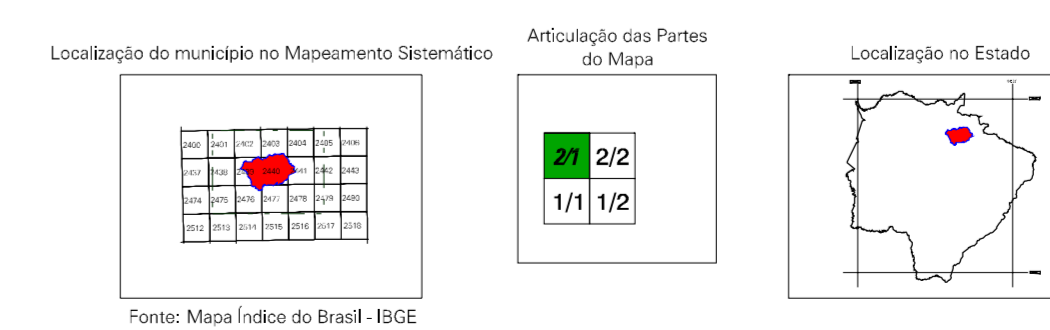 Localização do município no Mapeamento Sistemático
2400 2401 2402 2403 2404 2405 2406
2437 2438 2440 2442 2443
2474 2475 2476 2477 2478 2479 2480
2512 2513 2514 2515 2516 2517 2518
Fonte: Mapa Índice do Brasil - IBGE
Articulação das Partes
do Mapa
2/1 2/2
1/1 1/2
Localização no Estado